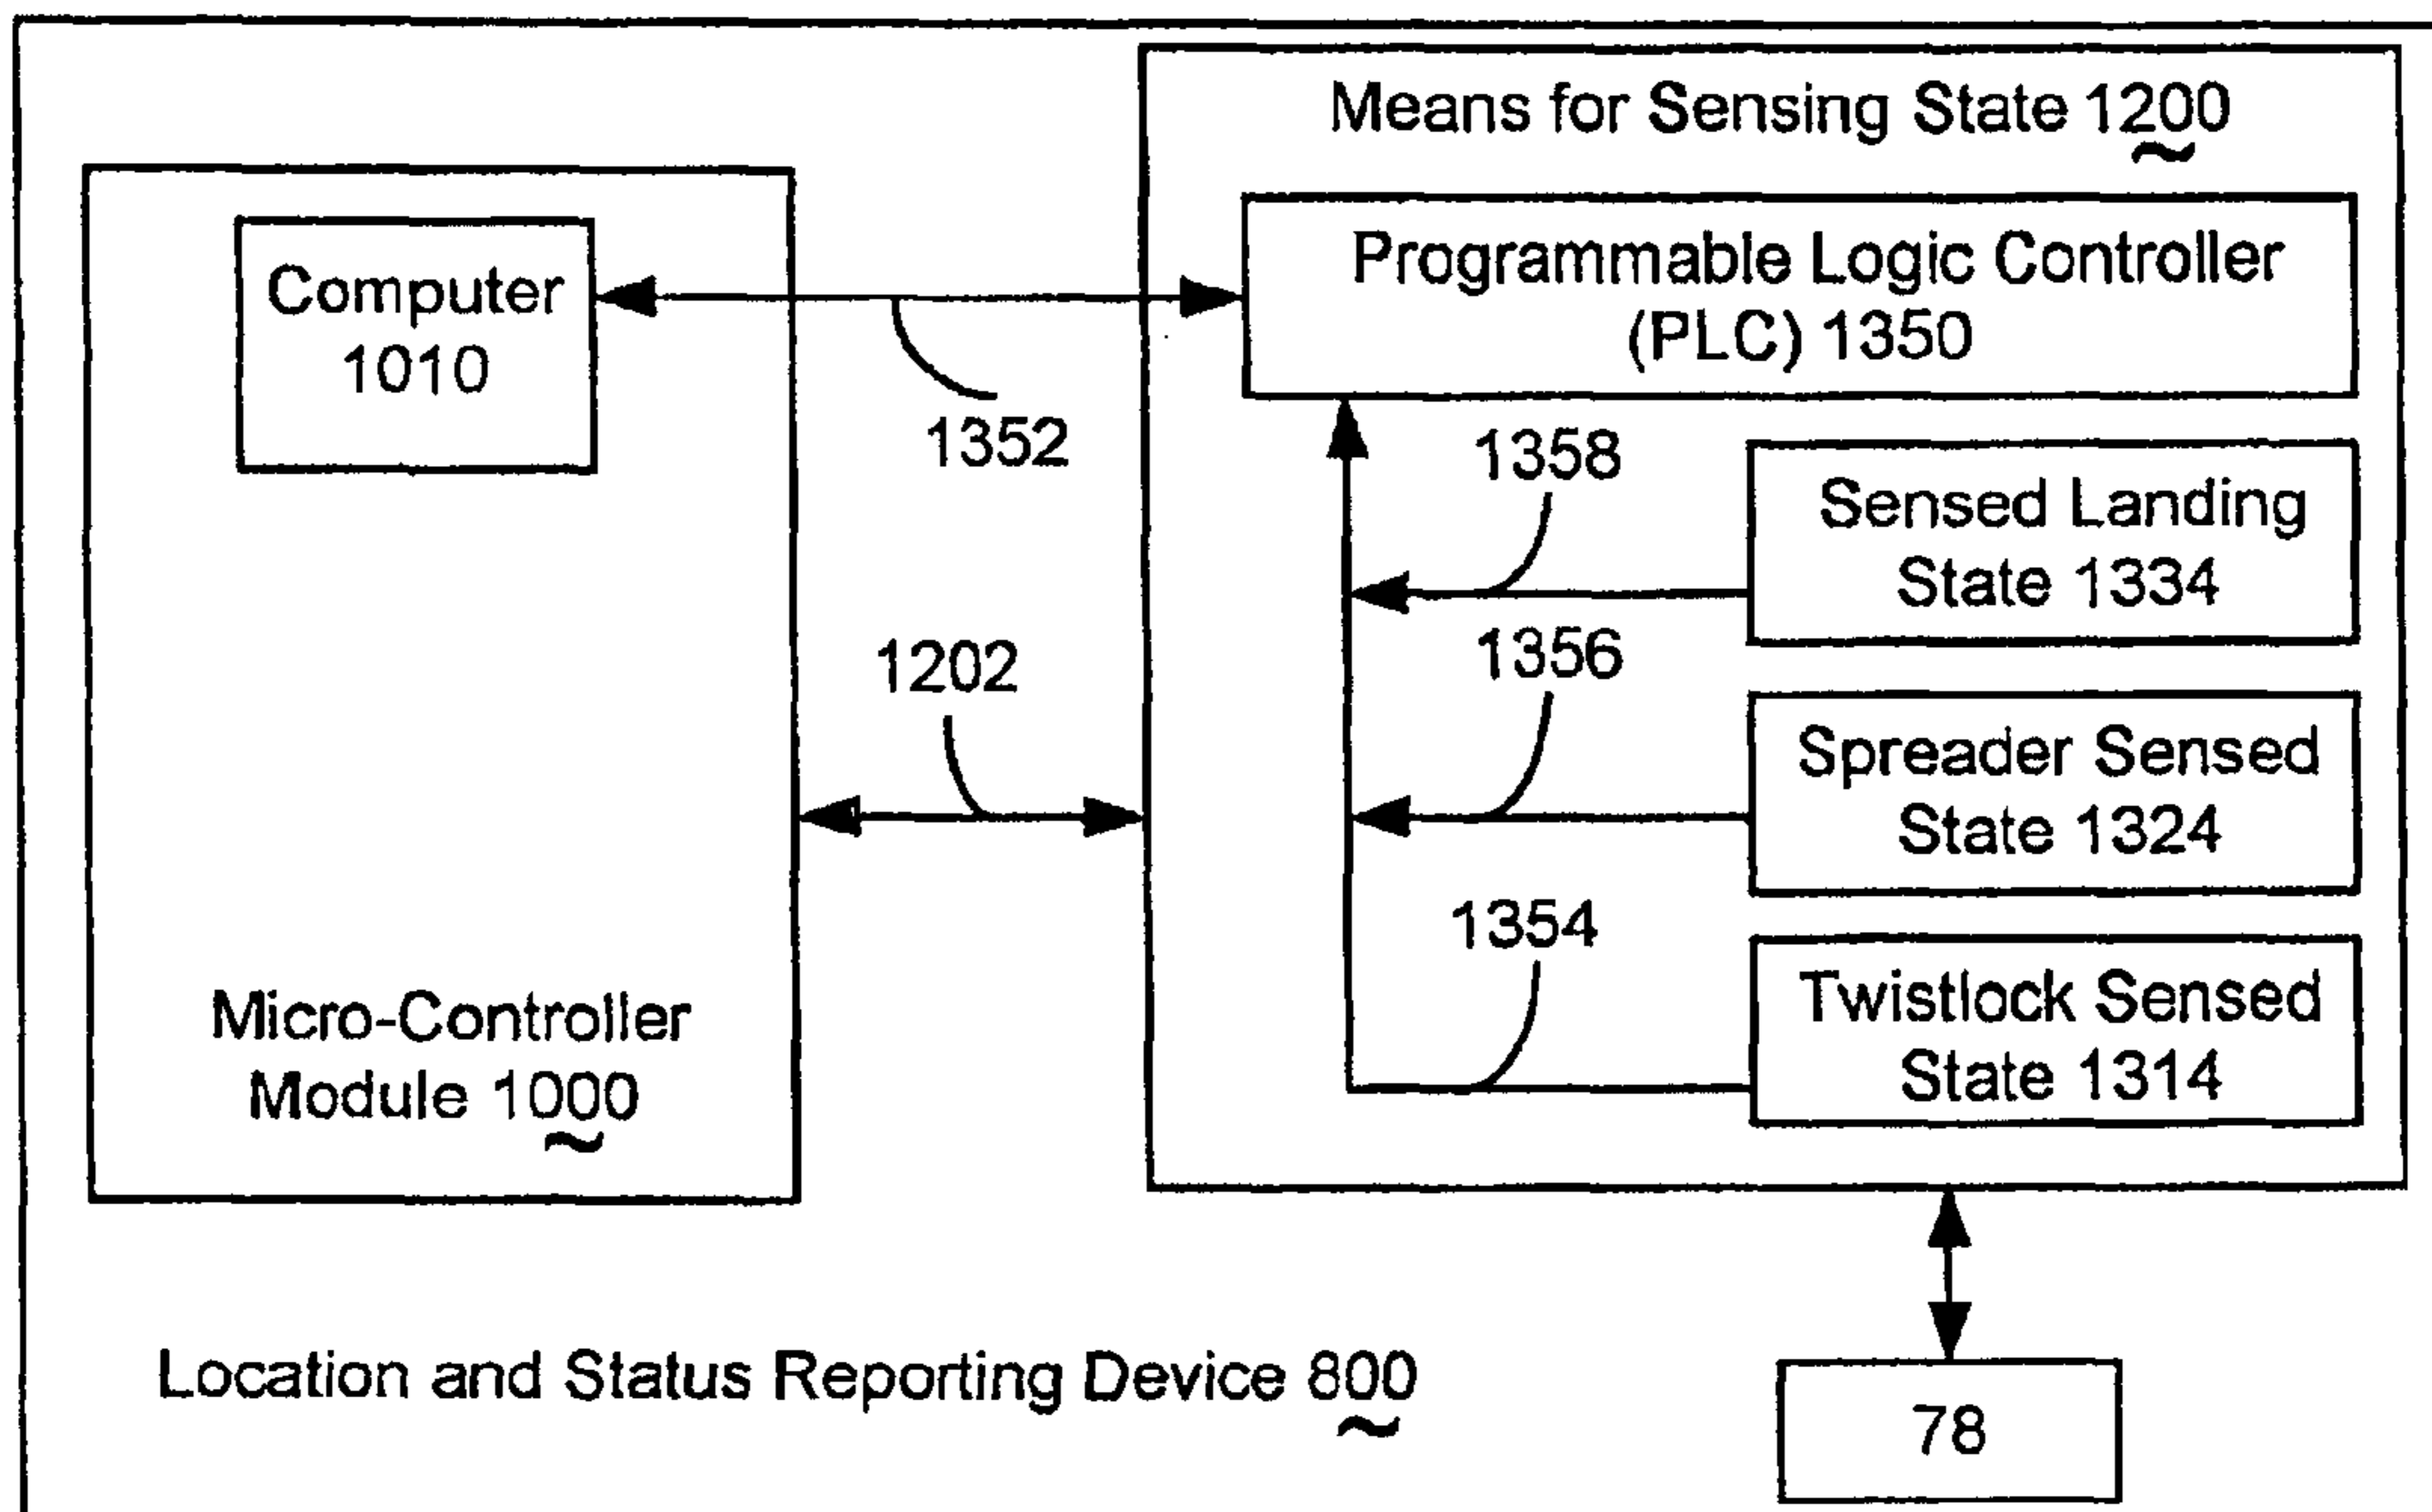 Means for Sensing State 1200
Computer
1010
Programmable Logic Controller
(PLC) 1350
1352
1358
Sensed Landing
State 1334
1202
1356
Spreader Sensed
State 1324
1354
Twistlock Sensed
State 1314
Micro-Controller
Module 1000
Location and Status Reporting Device 800
78